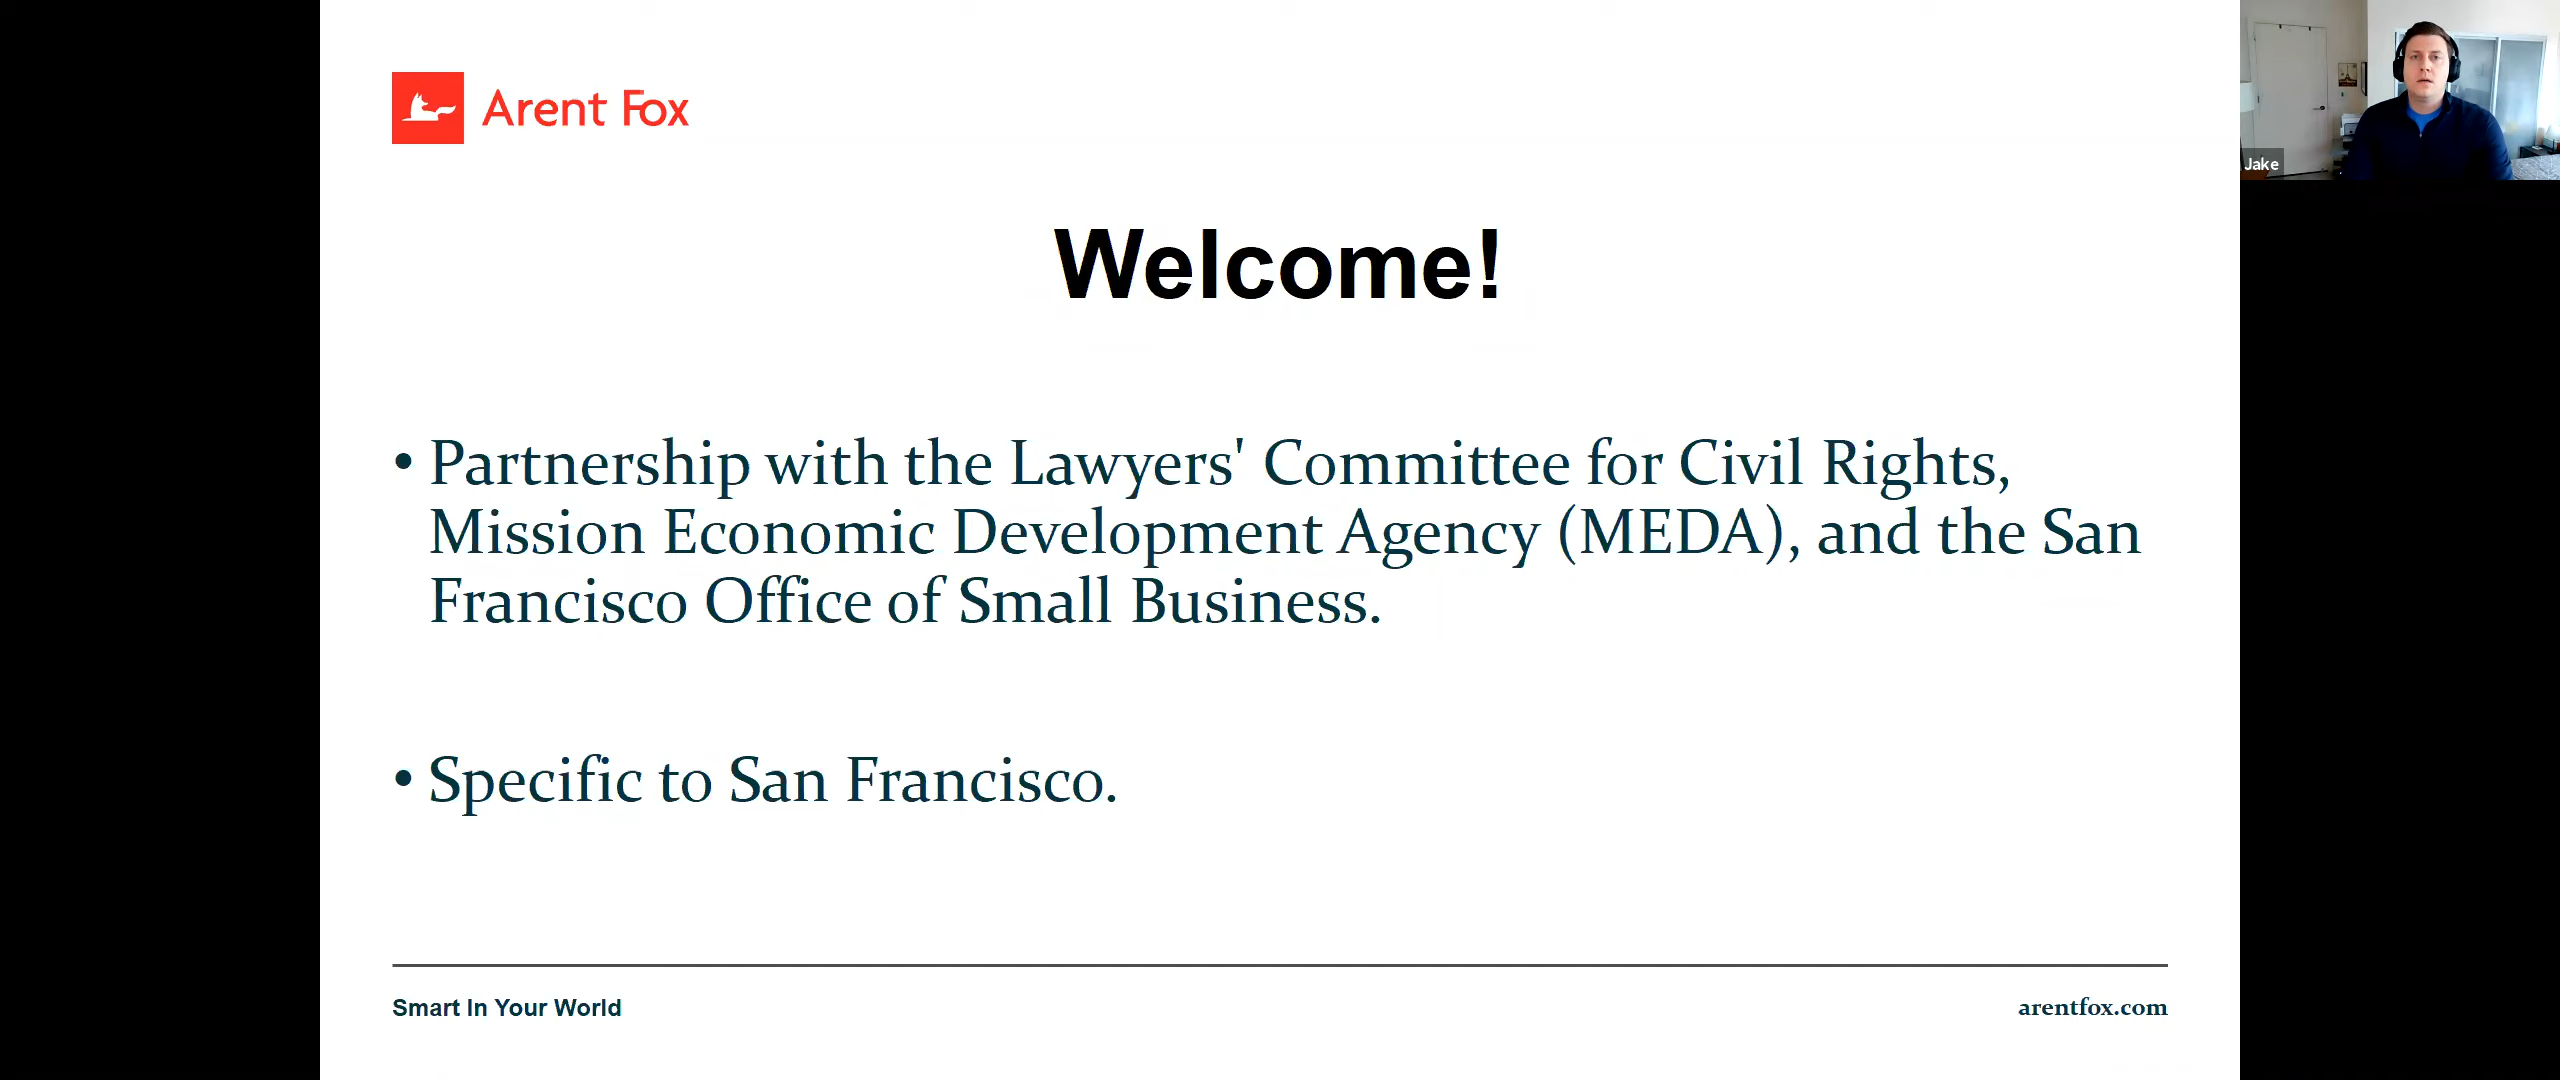 Arent Fox
Jake
Welcome!
• Partnership with the Lawyers' Committee for Civil Rights,
Mission Economic Development Agency (MEDA), and the San
Francisco Office of Small Business.
• Specific to San Francisco.
Smart In Your World
arentfox.com